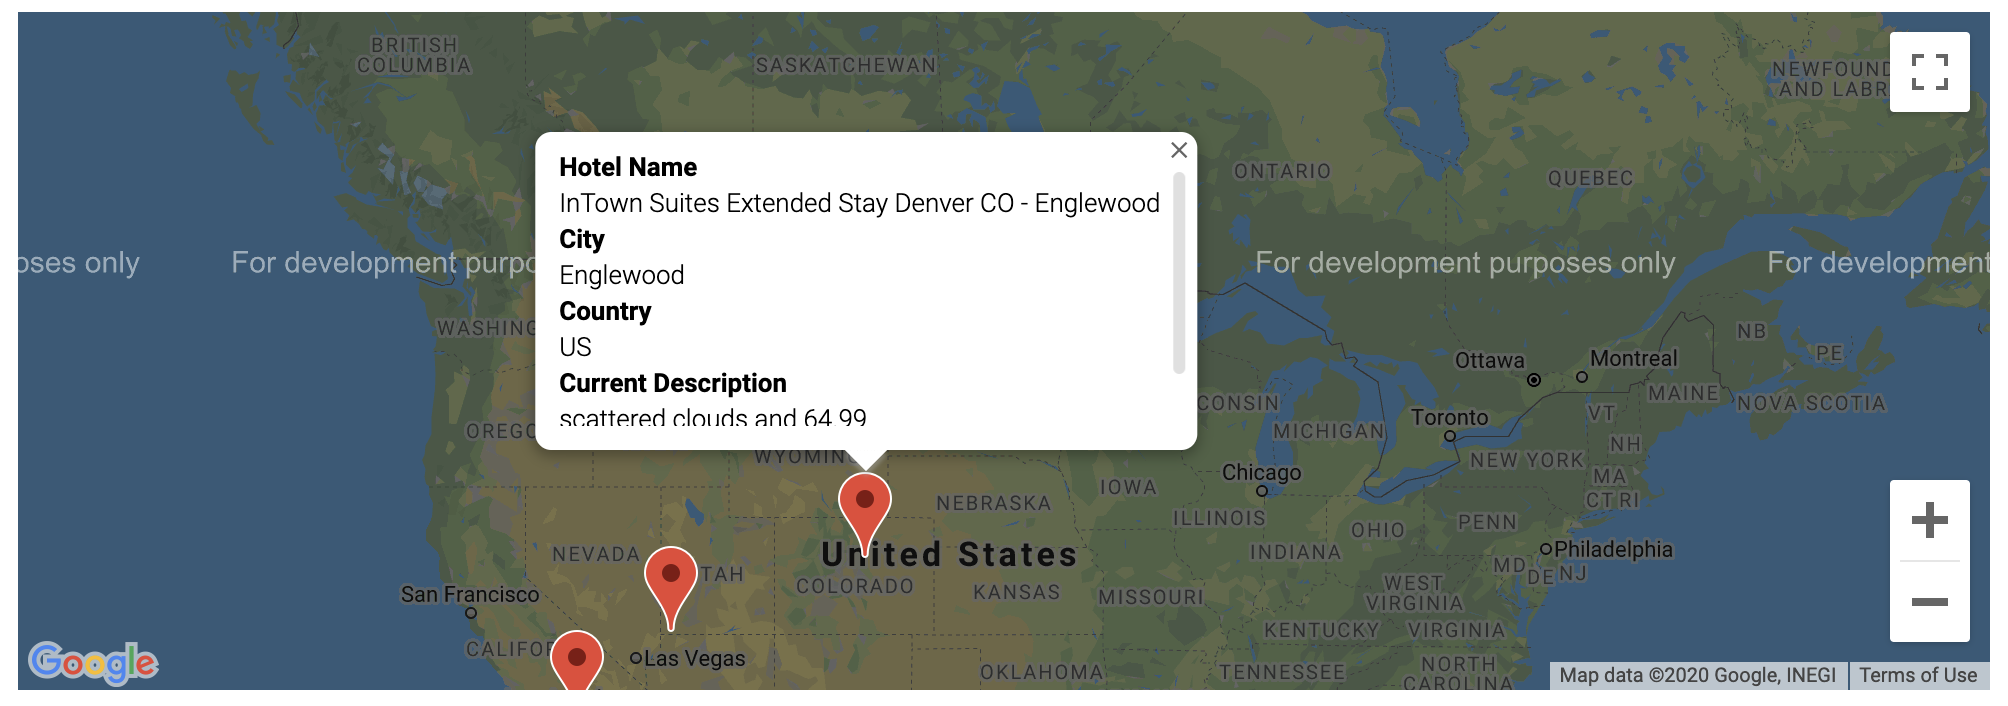 BRITISH
COLUMBIA
SASKATCHEWAN
NEWFOUND
AND LABR
ONTARIO
QUEBEC
Hotel Name
InTown Suites Extended Stay Denver CO - Englewood
City
Englewood
Country
US
Current Description
scattered clouds and 64.99
oses only
For development purpo
For development purposes only
For development
WASHING
NB
PE
Ottawa
Montreal
MAINE
NOVA SCOTIA
CONSIN
VT
OREGO
MICHIGAN
Toronto
NH
WYOMIN
NEW YORK
MA
Chicago
CT RI
IOWA
NEBRASKA
ILLINOIS
PENN
OHIO
NEVADA
United States
INDIANA
Philadelphia
MD
DE
NJ
TAH
COLORADO
KANSAS
MISSOURI
WEST
VIRGINIA
San Francisco
KENTUCKY
VIRGINIA
CALIFO
Las Vegas
OKLAHOMA
TENNESSEE
NORTH
CAROLINA
Google
Map data ©2020 Google, INEGI
Terms of Use